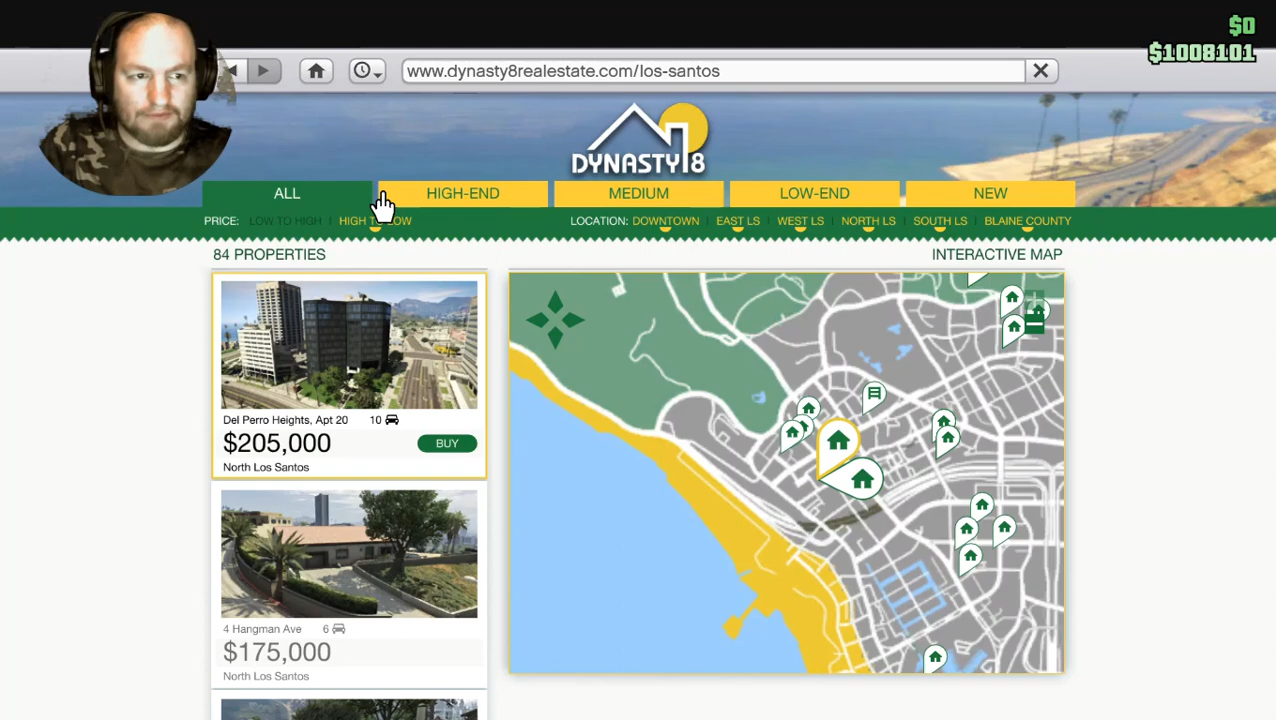 $0
$1008101
www.dynasty8realestate.com/los-santos
DYNASTY8
ALL
HIGH-END
MEDIUM
LOW-END
NEW
PRICE: LOW TO HIGH | HIGH TO LOW
LOCATION: DOWNTOWN | EAST LS | WEST LS | NORTH LS | SOUTH LS | BLAINE COUNTY
84 PROPERTIES
INTERACTIVE MAP
Del Perro Heights, Apt 20 10
$205,000
BUY
North Los Santos
4 Hangman Ave 6
$175,000
North Los Santos